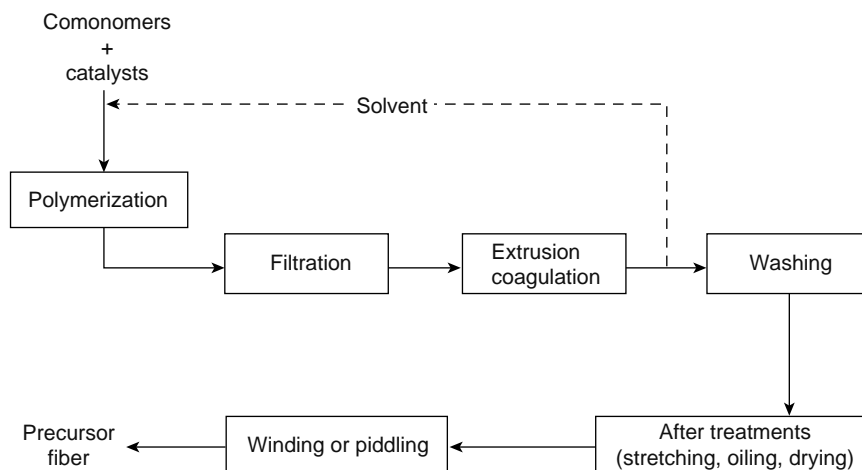 Comonomers
+
catalysts
Solvent
Polymerization
Filtration
Extrusion
coagulation
Washing
After treatments
(stretching, oiling, drying)
Winding or piddling
Precursor
fiber